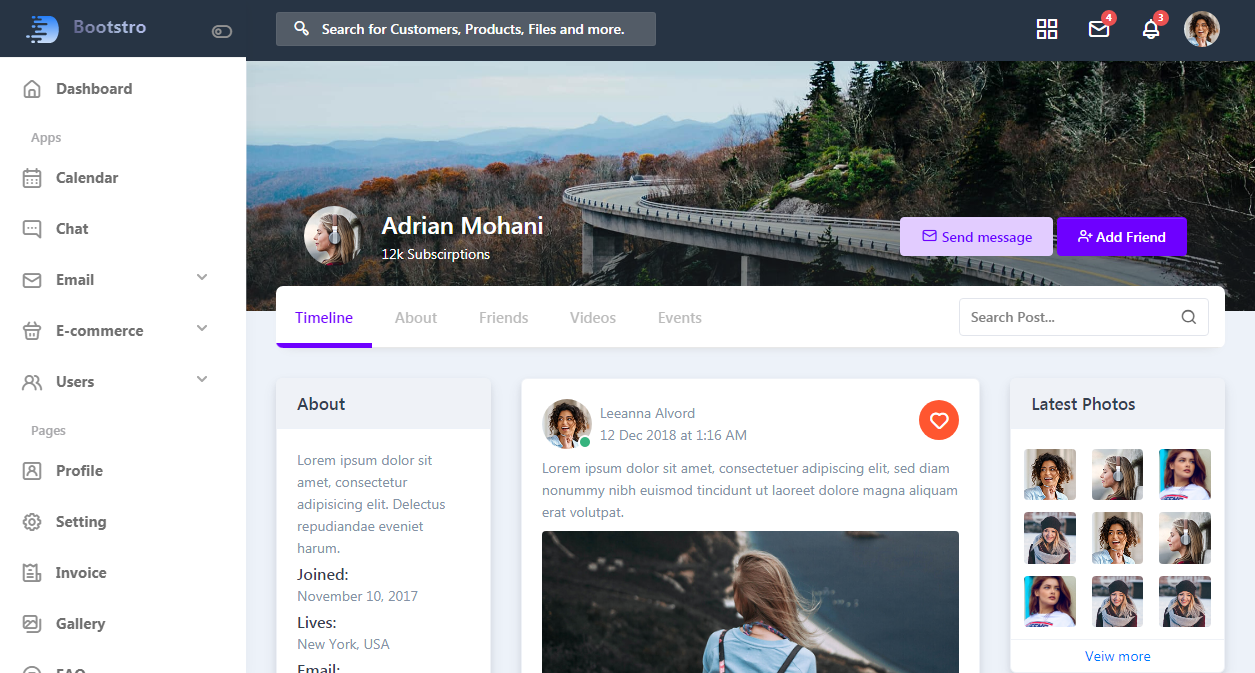 Bootstro
Search for Customers, Products, Files and more.
4
3
Dashboard
Apps
Calendar
Chat
Email
E-commerce
Users
Pages
Profile
Setting
Invoice
Gallery
FAQ
Adrian Mohani
12k Subscirptions
Send message
Add Friend
Timeline
About
Friends
Videos
Events
Search Post...
About
Lorem ipsum dolor sit
amet, consectetur
adipisicing elit. Delectus
repudiandae eveniet
harum.
Joined:
November 10, 2017
Lives:
New York, USA
Email:
Leeanna Alvord
12 Dec 2018 at 1:16 AM
Lorem ipsum dolor sit amet, consectetuer adipiscing elit, sed diam
nonummy nibh euismod tincidunt ut laoreet dolore magna aliquam
erat volutpat.
Latest Photos
Veiw more